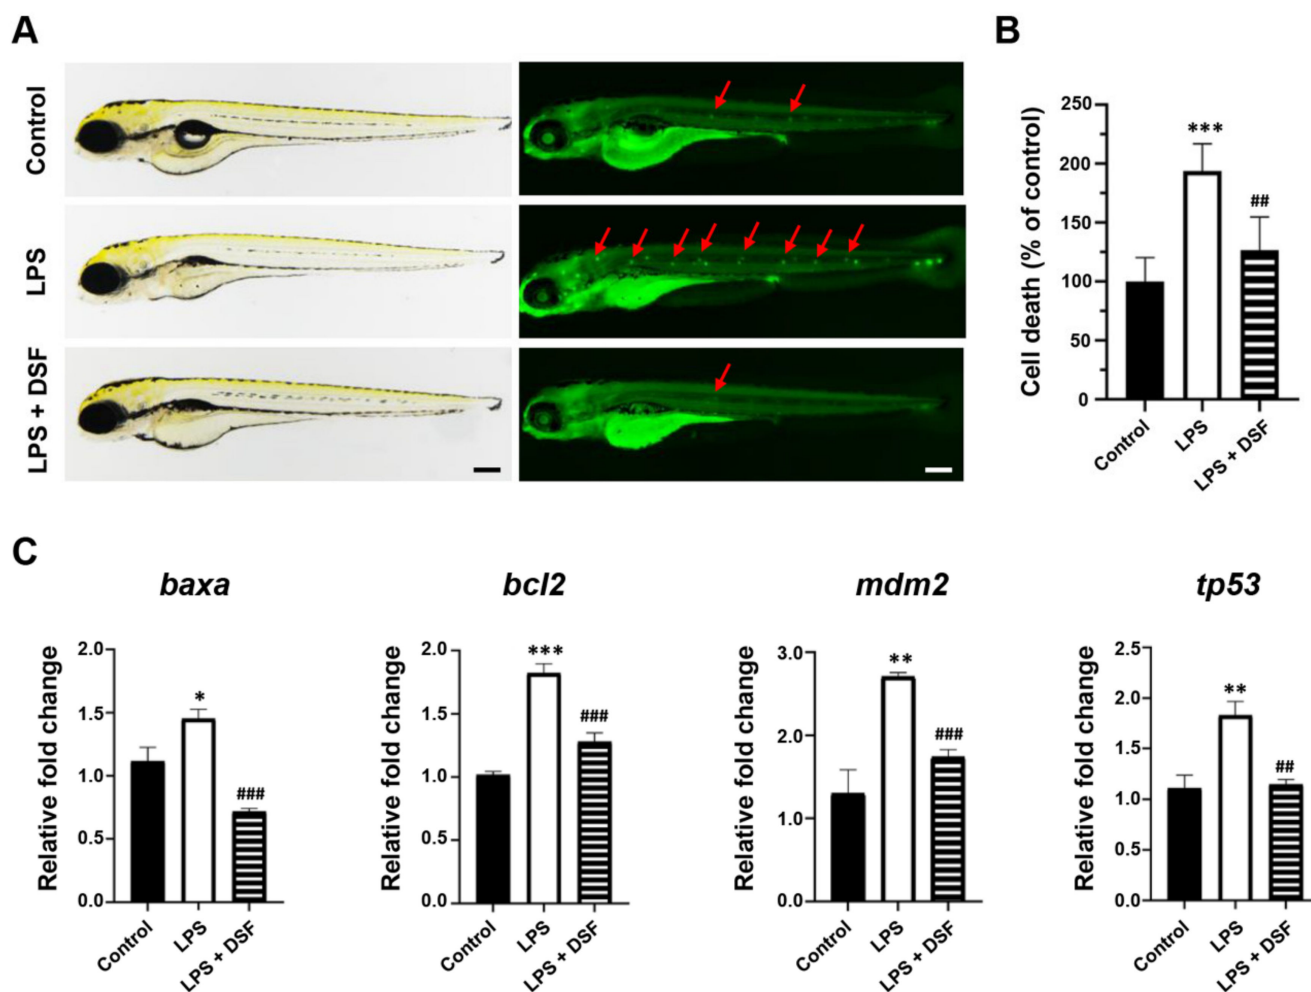 A
B
Control
LPS
LPS + DSF
Cell death (% of control)
250
200
150
100
50
0
***
##
Control
LPS
LPS + DSF
C
baxa
bcl2
mdm2
tp53
Relative fold change
2.0
1.5
1.0
0.5
0.0
*
###
Control
LPS
LPS + DSF
Relative fold change
2.0
1.5
1.0
0.5
0.0
***
###
Control
LPS
LPS + DSF
Relative fold change
3.0
2.0
1.0
0.0
**
###
Control
LPS
LPS + DSF
Relative fold change
2.5
2.0
1.5
1.0
0.5
0.0
**
##
Control
LPS
LPS + DSF